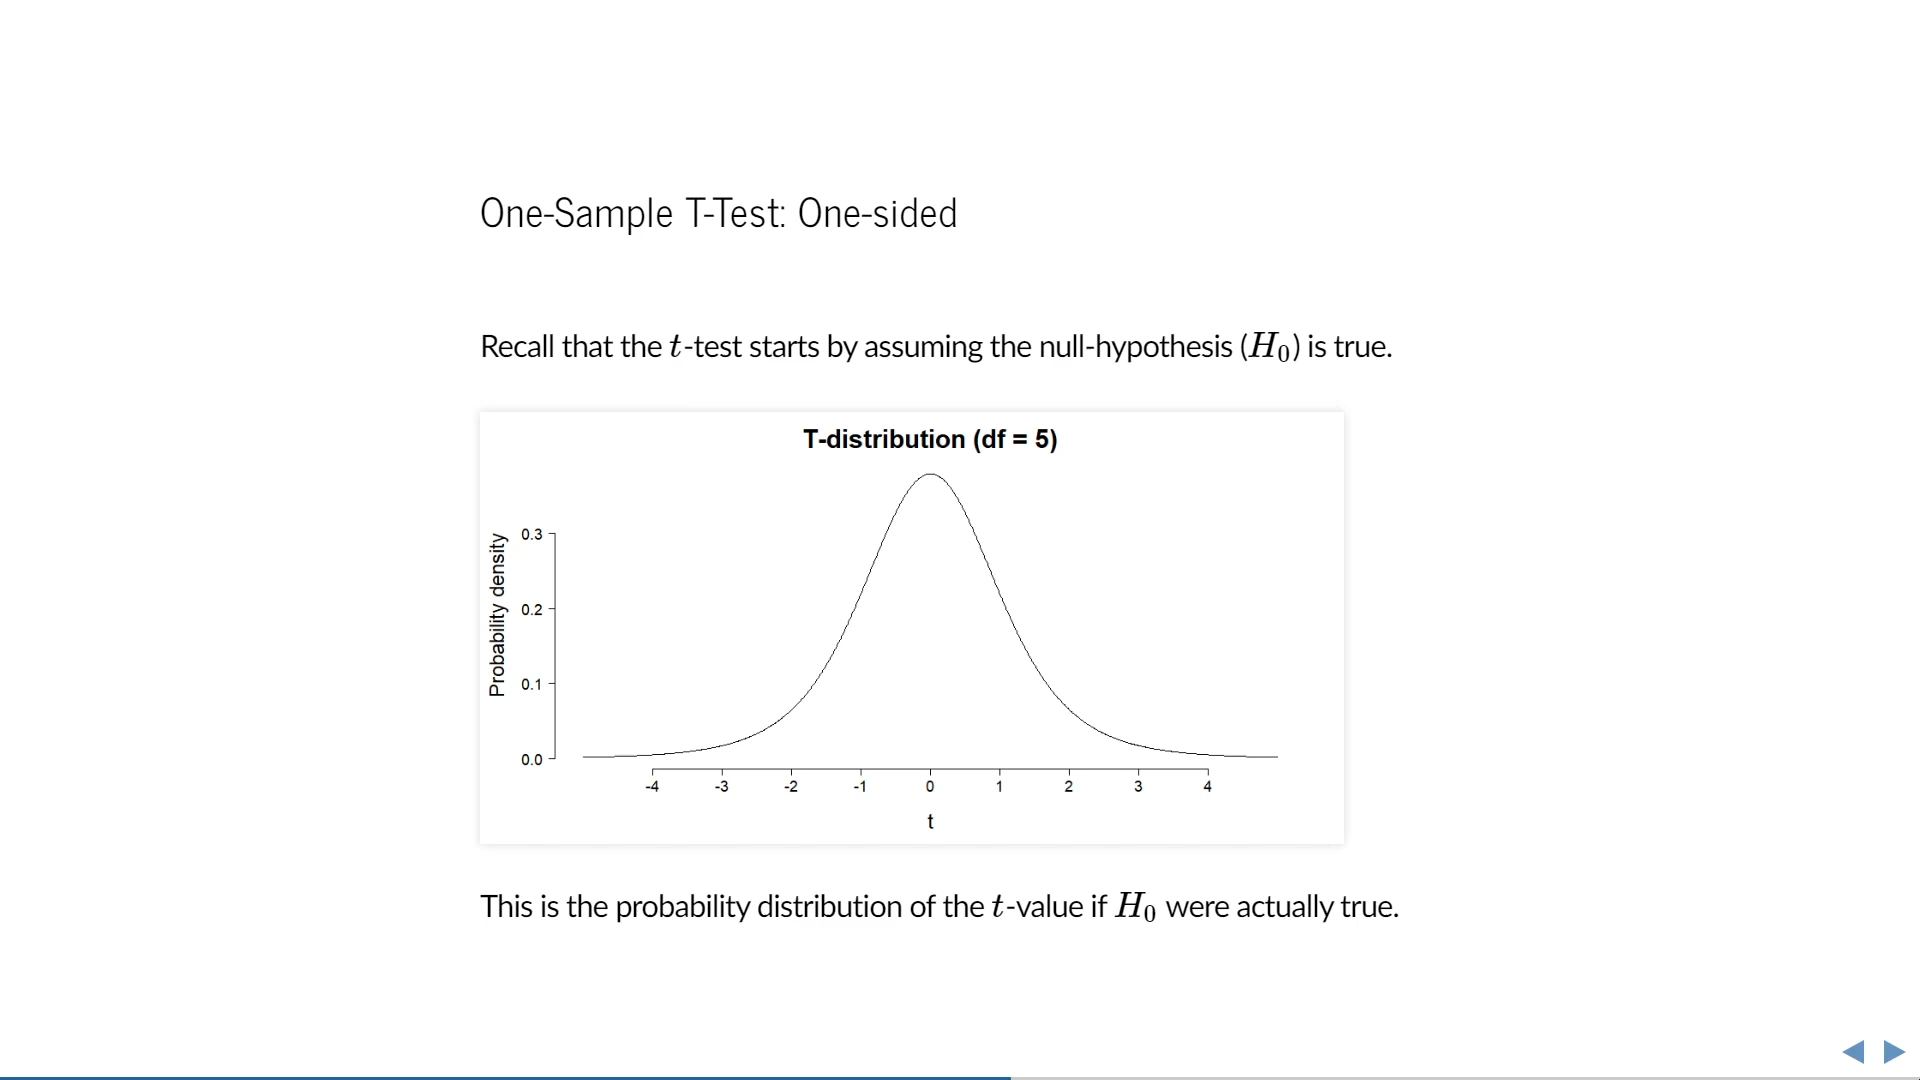 One-Sample T-Test: One-sided
Recall that the t-test starts by assuming the null-hypothesis (H₀) is true.
T-distribution (df = 5)
Probability density
0.3
0.2
0.1
0.0
-4 -3 -2 -1 0 1 2 3 4
t
This is the probability distribution of the t-value if H₀ were actually true.